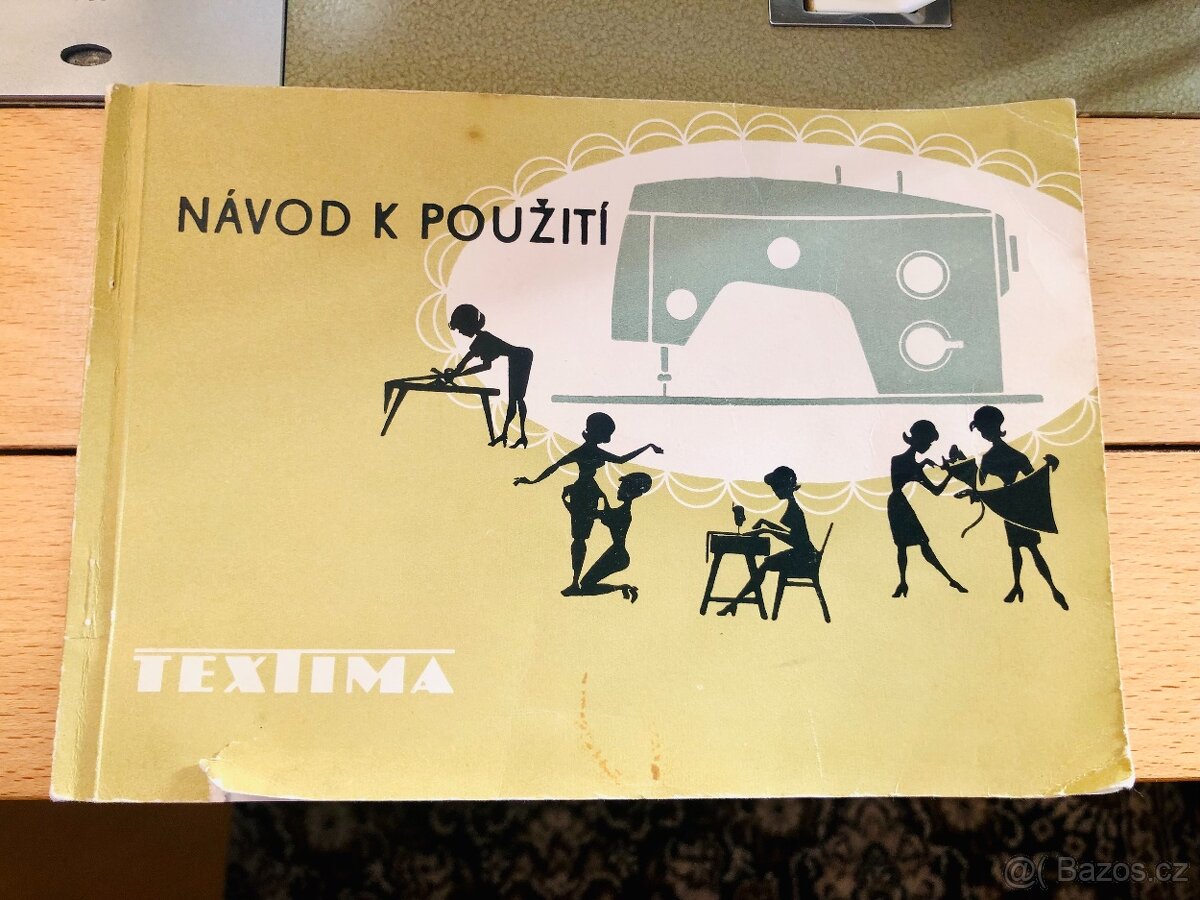 NÁVOD K POUŽITÍ
TEXTIMA
@( Bazos.cz